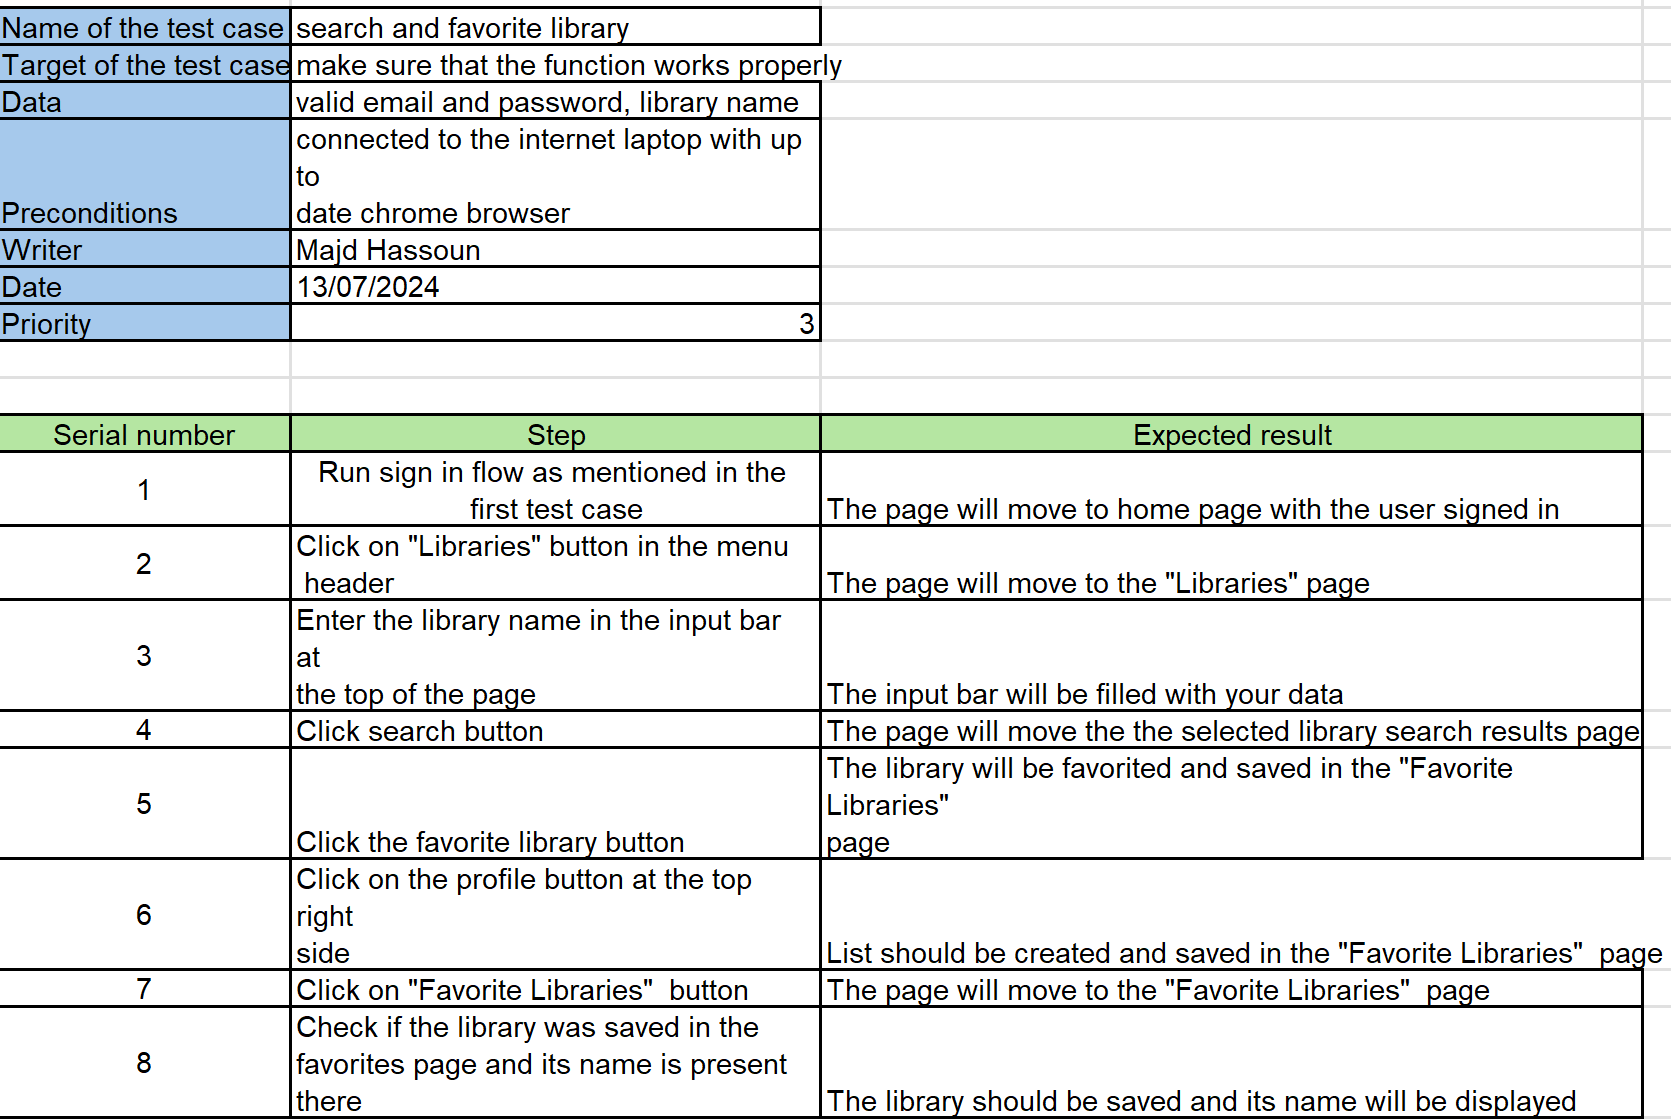 Name of the test case search and favorite library
Target of the test case make sure that the function works properly
Data valid email and password, library name
connected to the internet laptop with up
to
Preconditions date chrome browser
Writer Majd Hassoun
Date 13/07/2024
Priority 3
Serial number Step Expected result
1 Run sign in flow as mentioned in the
first test case The page will move to home page with the user signed in
2 Click on "Libraries" button in the menu
header The page will move to the "Libraries" page
3 Enter the library name in the input bar
at
the top of the page The input bar will be filled with your data
4 Click search button The page will move the the selected library search results page
5 Click the favorite library button The library will be favorited and saved in the "Favorite
Libraries"
page
6 Click on the profile button at the top
right
side List should be created and saved in the "Favorite Libraries"  page
7 Click on "Favorite Libraries"  button The page will move to the "Favorite Libraries"  page
8 Check if the library was saved in the
favorites page and its name is present
there The library should be saved and its name will be displayed